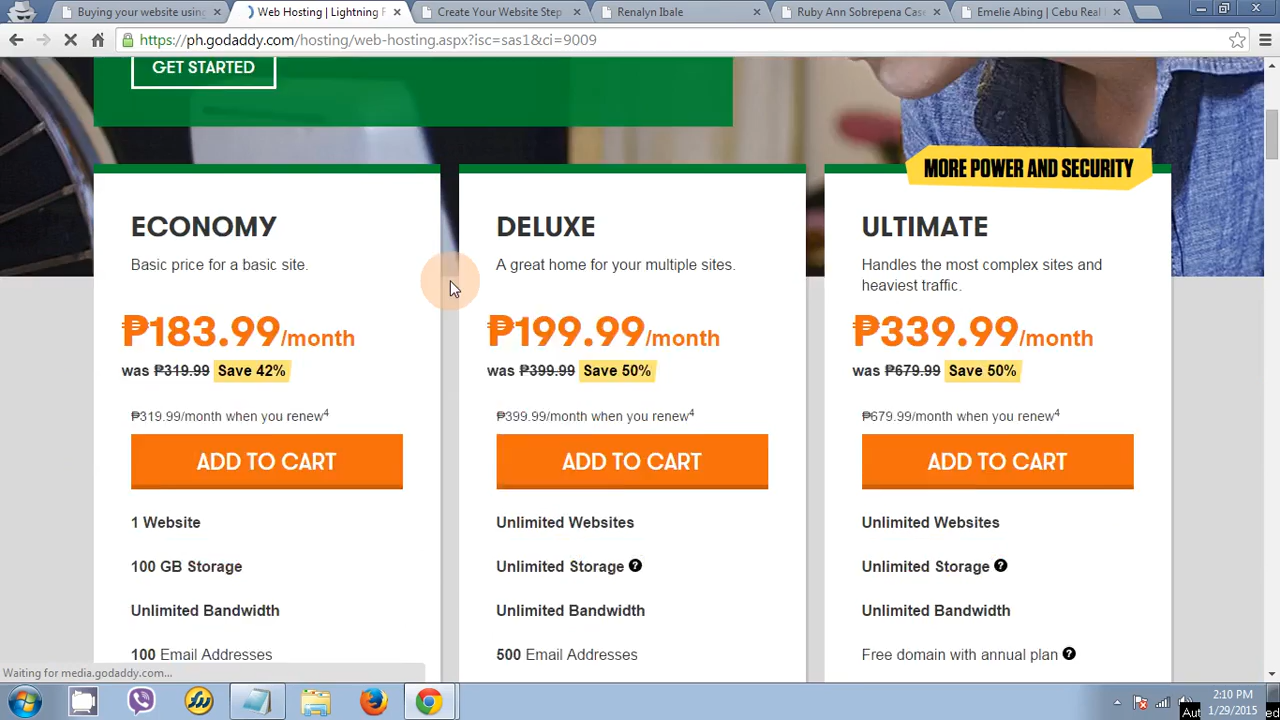 Buying your website using
Web Hosting | Lightning F
Create Your Website Step
Renalyn Ibale
Ruby Ann Sobrepena Case
Emelie Abing | Cebu Real
https://ph.godaddy.com/hosting/web-hosting.aspx?isc=sas1&ci=9009
GET STARTED
MORE POWER AND SECURITY
ECONOMY
Basic price for a basic site.
₱183.99/month
was ₱319.99 Save 42%
₱319.99/month when you renew4
ADD TO CART
1 Website
100 GB Storage
Unlimited Bandwidth
100 Email Addresses
DELUXE
A great home for your multiple sites.
₱199.99/month
was ₱399.99 Save 50%
₱399.99/month when you renew4
ADD TO CART
Unlimited Websites
Unlimited Storage ?
Unlimited Bandwidth
500 Email Addresses
ULTIMATE
Handles the most complex sites and
heaviest traffic.
₱339.99/month
was ₱679.99 Save 50%
₱679.99/month when you renew4
ADD TO CART
Unlimited Websites
Unlimited Storage ?
Unlimited Bandwidth
Free domain with annual plan ?
Waiting for media.godaddy.com...
2:10 PM
1/29/2015